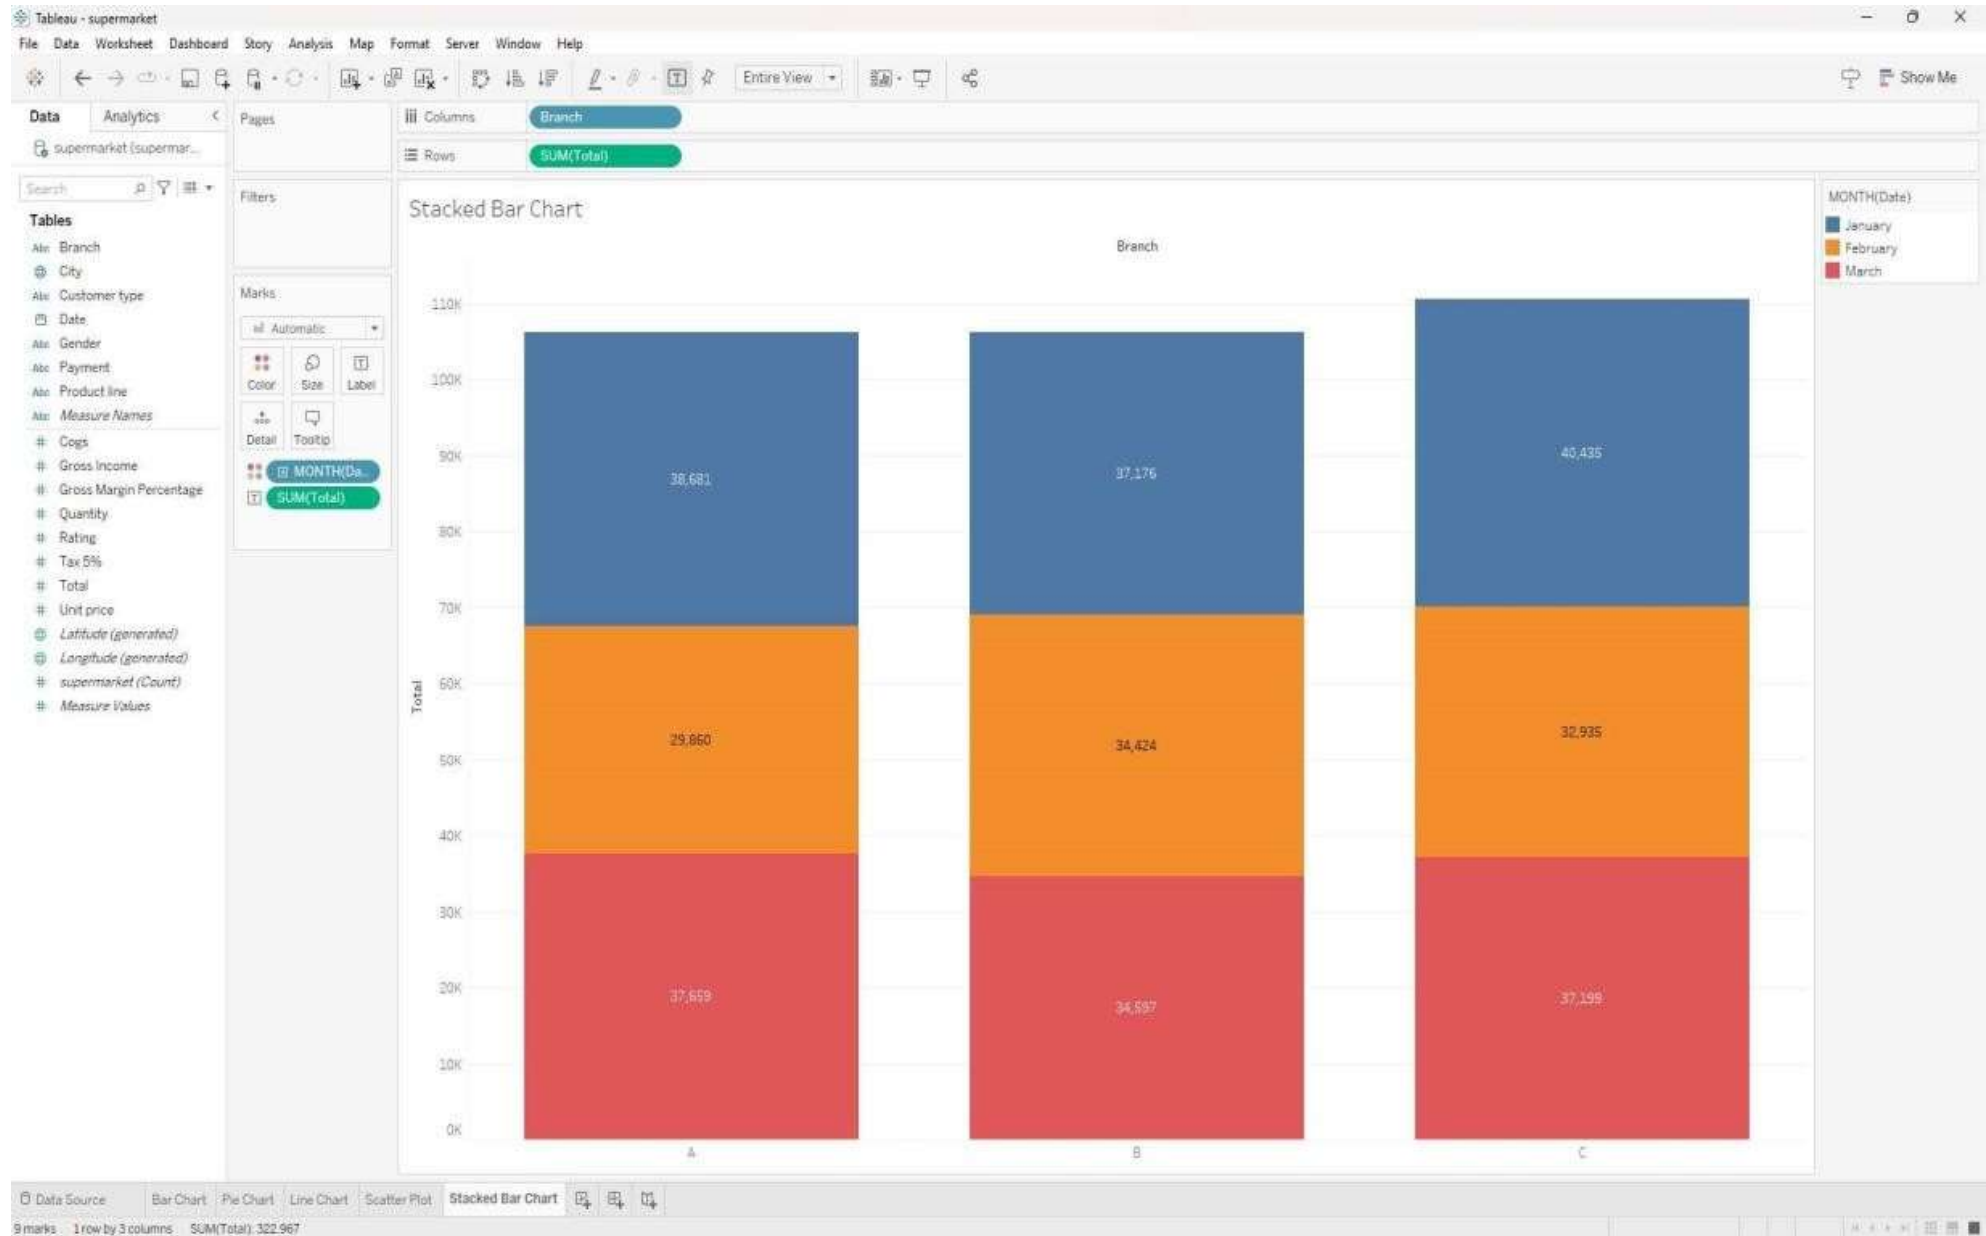 Tableau - supermarket
File Data Worksheet Dashboard Story Analysis Map Format Server Window Help
Entire View
Show Me
Data Analytics
Pages
Columns
Branch
supermarket (supermar...
Rows
SUM(Total)
Search
Filters
Tables
Abc Branch
City
Abc Customer type
Date
Abc Gender
Abc Payment
Abc Product line
Abc Measure Names
# Cogs
# Gross Income
# Gross Margin Percentage
# Quantity
# Rating
# Tax 5%
# Total
# Unit price
Latitude (generated)
Longitude (generated)
# supermarket (Count)
# Measure Values
Marks
Automatic
Color Size Label
Detail Tooltip
MONTH(Da..
SUM(Total)
Stacked Bar Chart
Branch
110K
100K
90K
80K
70K
60K
50K
40K
30K
20K
10K
0K
Total
38,681
37,176
40,435
29,860
34,424
32,935
37,659
34,597
37,199
A B C
MONTH(Date)
January
February
March
Data Source Bar Chart Pie Chart Line Chart Scatter Plot Stacked Bar Chart
9 marks 1 row by 3 columns SUM(Total): 322,967